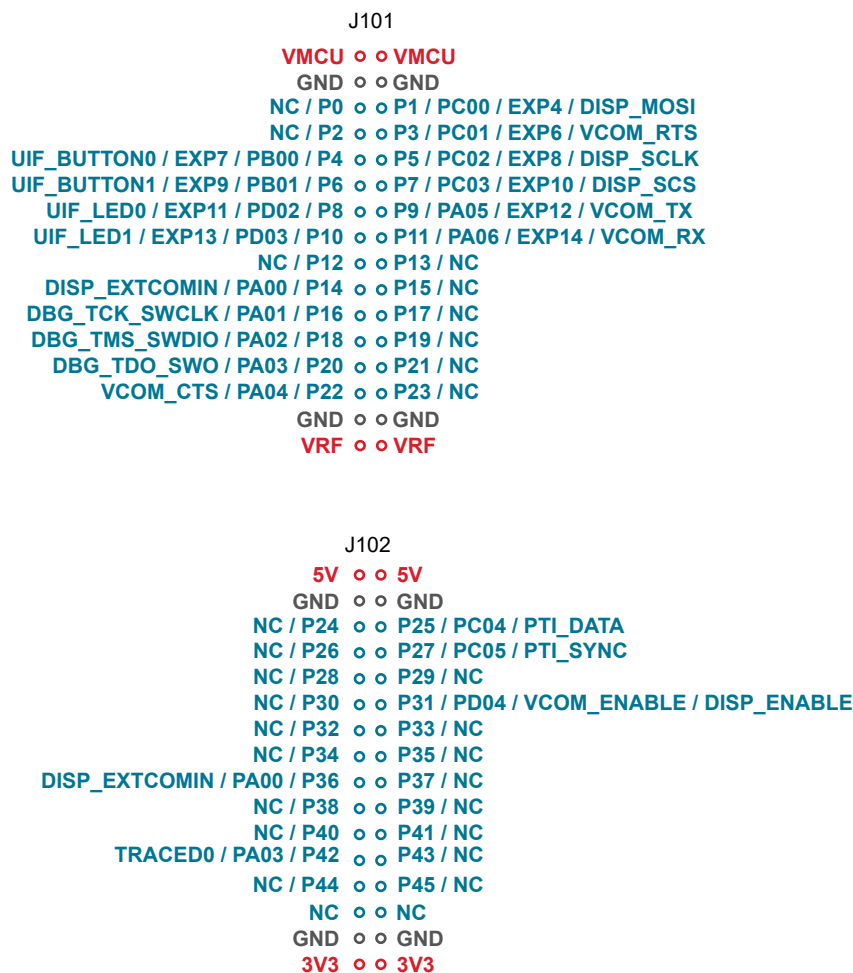 J101
VMCU VMCU
GND GND
NC / P0 P1 / PC00 / EXP4 / DISP_MOSI
NC / P2 P3 / PC01 / EXP6 / VCOM_RTS
UIF_BUTTON0 / EXP7 / PB00 / P4 P5 / PC02 / EXP8 / DISP_SCLK
UIF_BUTTON1 / EXP9 / PB01 / P6 P7 / PC03 / EXP10 / DISP_SCS
UIF_LED0 / EXP11 / PD02 / P8 P9 / PA05 / EXP12 / VCOM_TX
UIF_LED1 / EXP13 / PD03 / P10 P11 / PA06 / EXP14 / VCOM_RX
NC / P12 P13 / NC
DISP_EXTCOMIN / PA00 / P14 P15 / NC
DBG_TCK_SWCLK / PA01 / P16 P17 / NC
DBG_TMS_SWDIO / PA02 / P18 P19 / NC
DBG_TDO_SWO / PA03 / P20 P21 / NC
VCOM_CTS / PA04 / P22 P23 / NC
GND GND
VRF VRF
J102
5V 5V
GND GND
NC / P24 P25 / PC04 / PTI_DATA
NC / P26 P27 / PC05 / PTI_SYNC
NC / P28 P29 / NC
NC / P30 P31 / PD04 / VCOM_ENABLE / DISP_ENABLE
NC / P32 P33 / NC
NC / P34 P35 / NC
DISP_EXTCOMIN / PA00 / P36 P37 / NC
NC / P38 P39 / NC
NC / P40 P41 / NC
TRACED0 / PA03 / P42 P43 / NC
NC / P44 P45 / NC
NC NC
GND GND
3V3 3V3